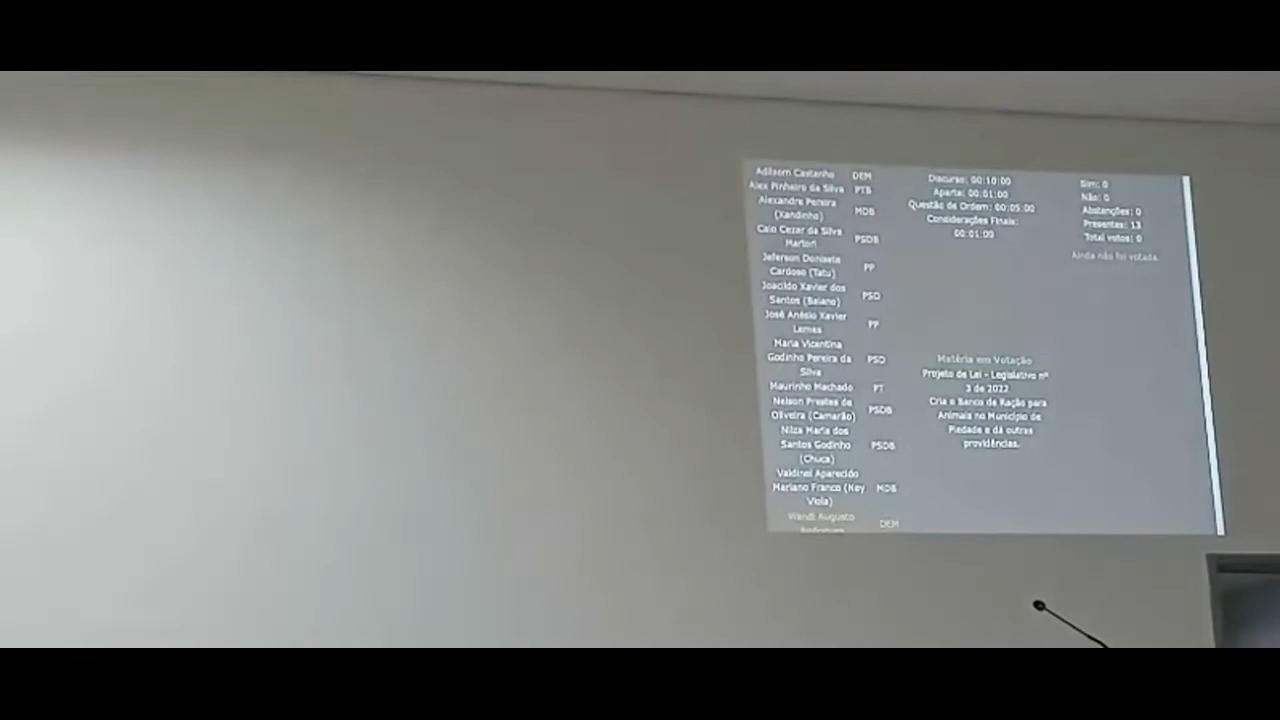 Adilsom Castanho DEM
Alex Pinheiro da Silva PTB
Alexandre Pereira
(Xandinho) MDB
Caio Cezar da Silva
Martori PSDB
Jeferson Donisete
Cardoso (Tatu) PP
Joacildo Xavier dos
Santos (Baiano) PSD
José Anésio Xavier
Lemes PP
Maria Vicentina
Godinho Pereira da PSD
Silva
Maurinho Machado PT
Nelson Prestes de
Oliveira (Camarão) PSDB
Nilza Maria dos
Santos Godinho PSDB
(Chuca)
Valdinei Aparecido
Mariano Franco (Ney MDB
Viola)
Wandi Augusto DEM
Discurso: 00:10:00
Aparte: 00:01:00
Questão de Ordem: 00:05:00
Considerações Finais:
00:01:00
Matéria em Votação
Projeto de Lei - Legislativo nº
3 de 2022
Cria o Banco de Ração para
Animais no Município de
Piedade e dá outras
providências.
Sim: 0
Não: 0
Abstenções: 0
Presentes: 13
Total votos: 0
Ainda não foi votada.